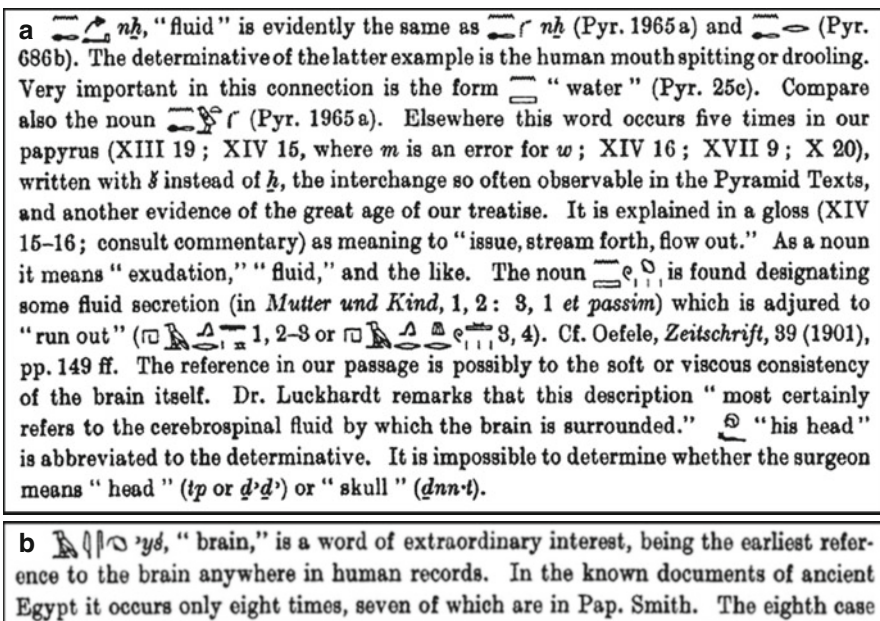 a nẖ, “fluid” is evidently the same as nẖ (Pyr. 1965 a) and (Pyr.
686b). The determinative of the latter example is the human mouth spitting or drooling.
Very important in this connection is the form “water” (Pyr. 25c). Compare
also the noun (Pyr. 1965 a). Elsewhere this word occurs five times in our
papyrus (XIII 19 ; XIV 15, where m is an error for w ; XIV 16 ; XVII 9 ; X 20),
written with š instead of ẖ, the interchange so often observable in the Pyramid Texts,
and another evidence of the great age of our treatise. It is explained in a gloss (XIV
15–16 ; consult commentary) as meaning to “issue, stream forth, flow out.” As a noun
it means “exudation,” “fluid,” and the like. The noun is found designating
some fluid secretion (in Mutter und Kind, 1, 2 : 3, 1 et passim) which is adjured to
“run out” ( 1, 2–3 or 3, 4). Cf. Oefele, Zeitschrift, 39 (1901),
pp. 149 ff. The reference in our passage is possibly to the soft or viscous consistency
of the brain itself. Dr. Luckhardt remarks that this description “most certainly
refers to the cerebrospinal fluid by which the brain is surrounded.” “his head”
is abbreviated to the determinative. It is impossible to determine whether the surgeon
means “head” (tp or ḏ’ḏ’) or “skull” (ḏnn·t).
b ’yś, “brain,” is a word of extraordinary interest, being the earliest refer-
ence to the brain anywhere in human records. In the known documents of ancient
Egypt it occurs only eight times, seven of which are in Pap. Smith. The eighth case